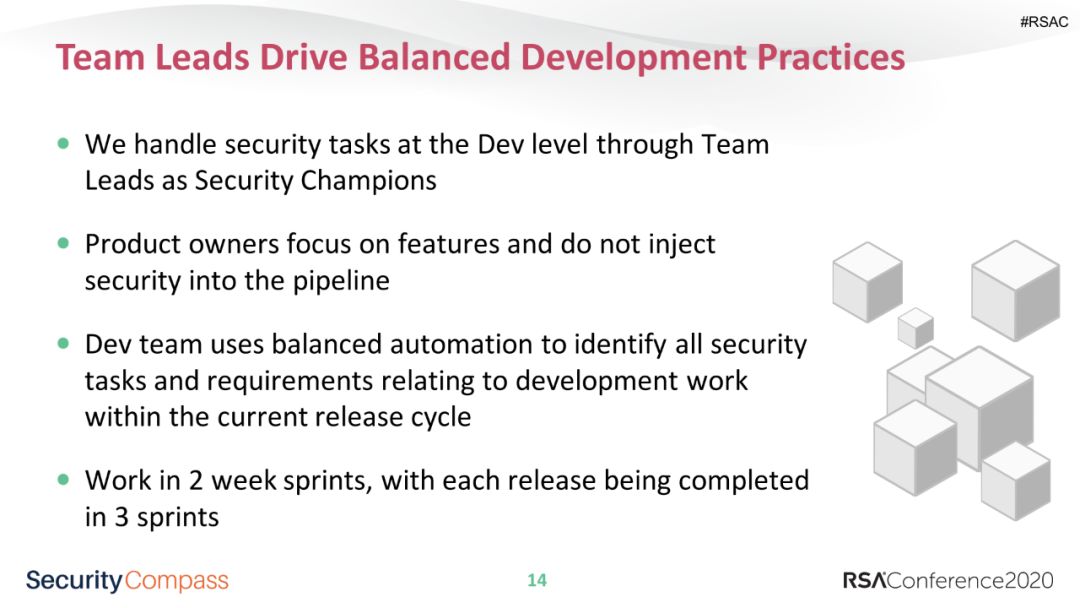 #RSAC
Team Leads Drive Balanced Development Practices
• We handle security tasks at the Dev level through Team
Leads as Security Champions
• Product owners focus on features and do not inject
security into the pipeline
• Dev team uses balanced automation to identify all security
tasks and requirements relating to development work
within the current release cycle
• Work in 2 week sprints, with each release being completed
in 3 sprints
SecurityCompass
14
RSAConference2020